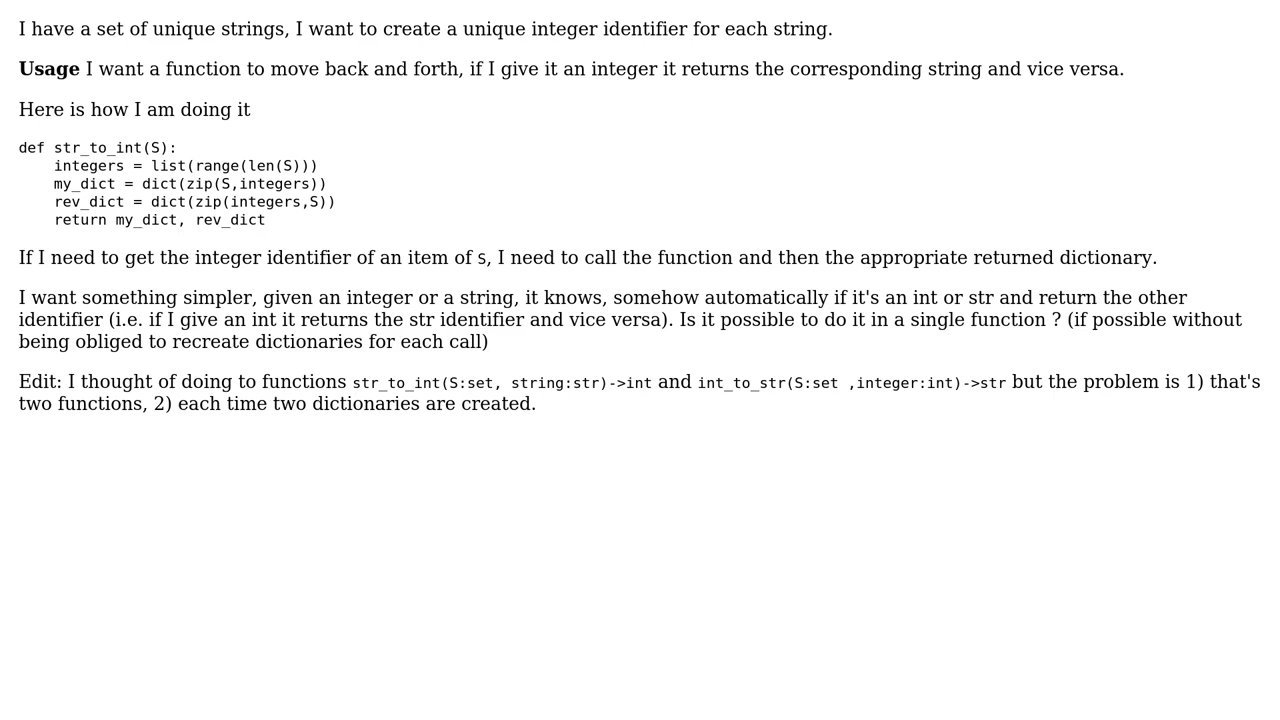 I have a set of unique strings, I want to create a unique integer identifier for each string.
Usage I want a function to move back and forth, if I give it an integer it returns the corresponding string and vice versa.
Here is how I am doing it
def str_to_int(S):
    integers = list(range(len(S)))
    my_dict = dict(zip(S,integers))
    rev_dict = dict(zip(integers,S))
    return my_dict, rev_dict
If I need to get the integer identifier of an item of S, I need to call the function and then the appropriate returned dictionary.
I want something simpler, given an integer or a string, it knows, somehow automatically if it's an int or str and return the other
identifier (i.e. if I give an int it returns the str identifier and vice versa). Is it possible to do it in a single function ? (if possible without
being obliged to recreate dictionaries for each call)
Edit: I thought of doing to functions str_to_int(S:set, string:str)->int and int_to_str(S:set ,integer:int)->str but the problem is 1) that's
two functions, 2) each time two dictionaries are created.